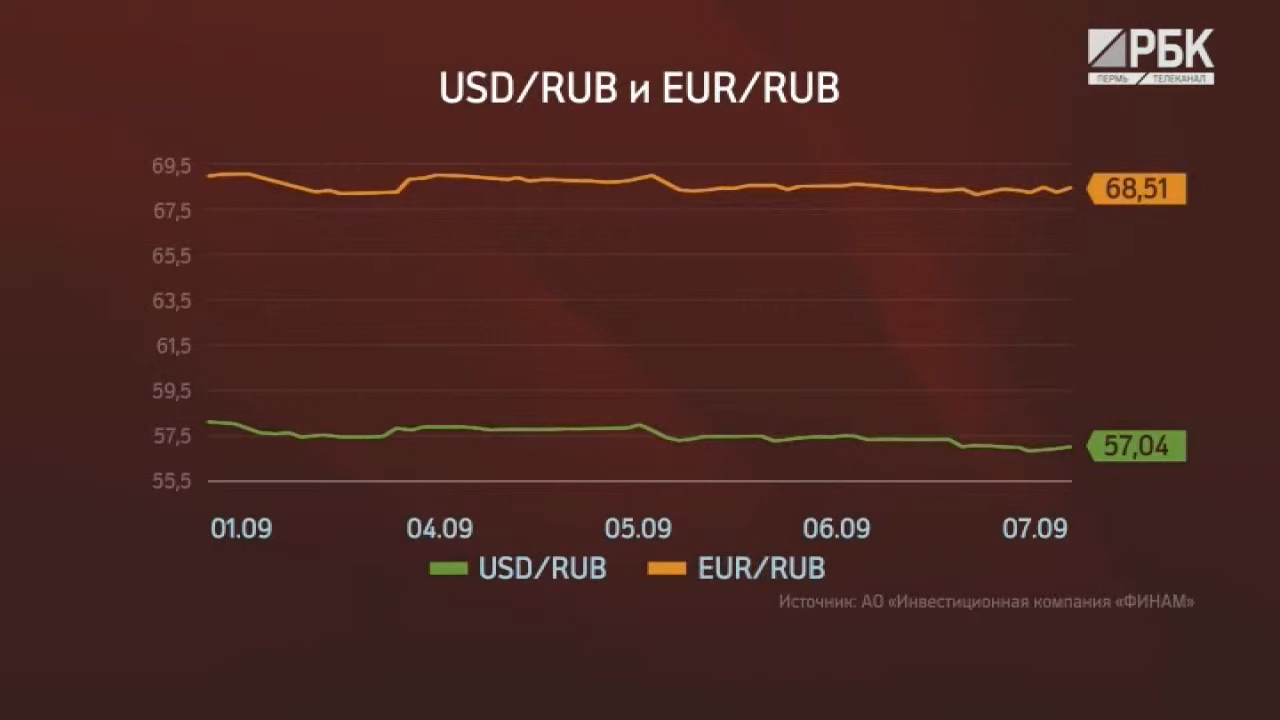 РБК
ПЕРМЬ ТЕЛЕКАНАЛ
USD/RUB и EUR/RUB
69,5
68,51
67,5
65,5
63,5
61,5
59,5
57,5
57,04
55,5
01.09 04.09 05.09 06.09 07.09
USD/RUB EUR/RUB
Источник: АО «Инвестиционная компания «ФИНАМ»